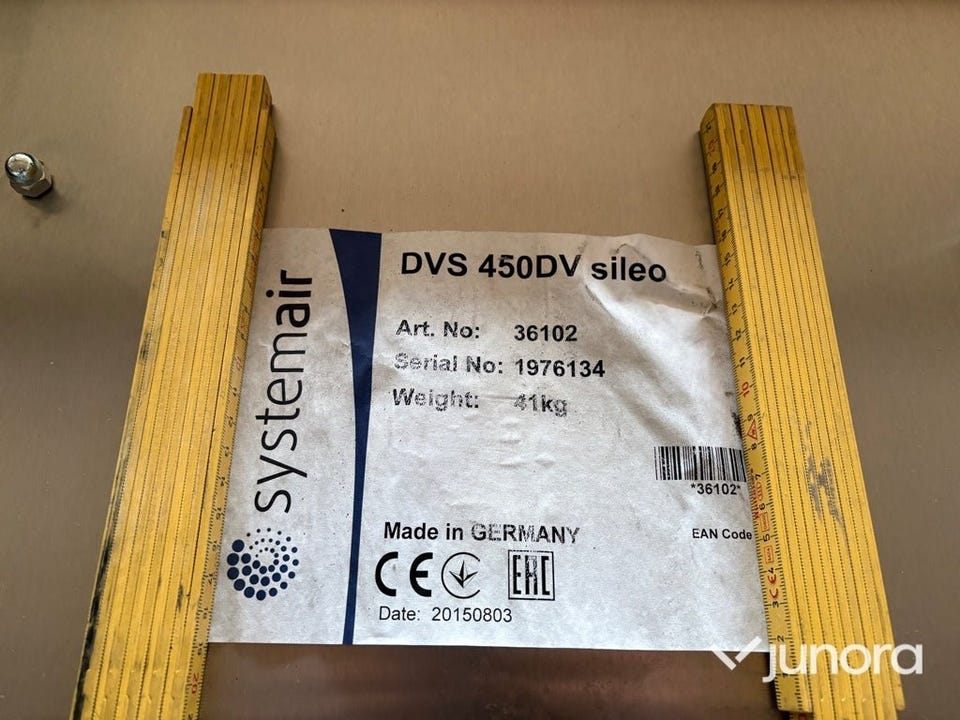 systemair
DVS 450DV sileo
Art. No: 36102
Serial No: 1976134
Weight: 41kg
*36102*
Made in GERMANY
EAN Code
CE EAC
Date: 20150803
junora